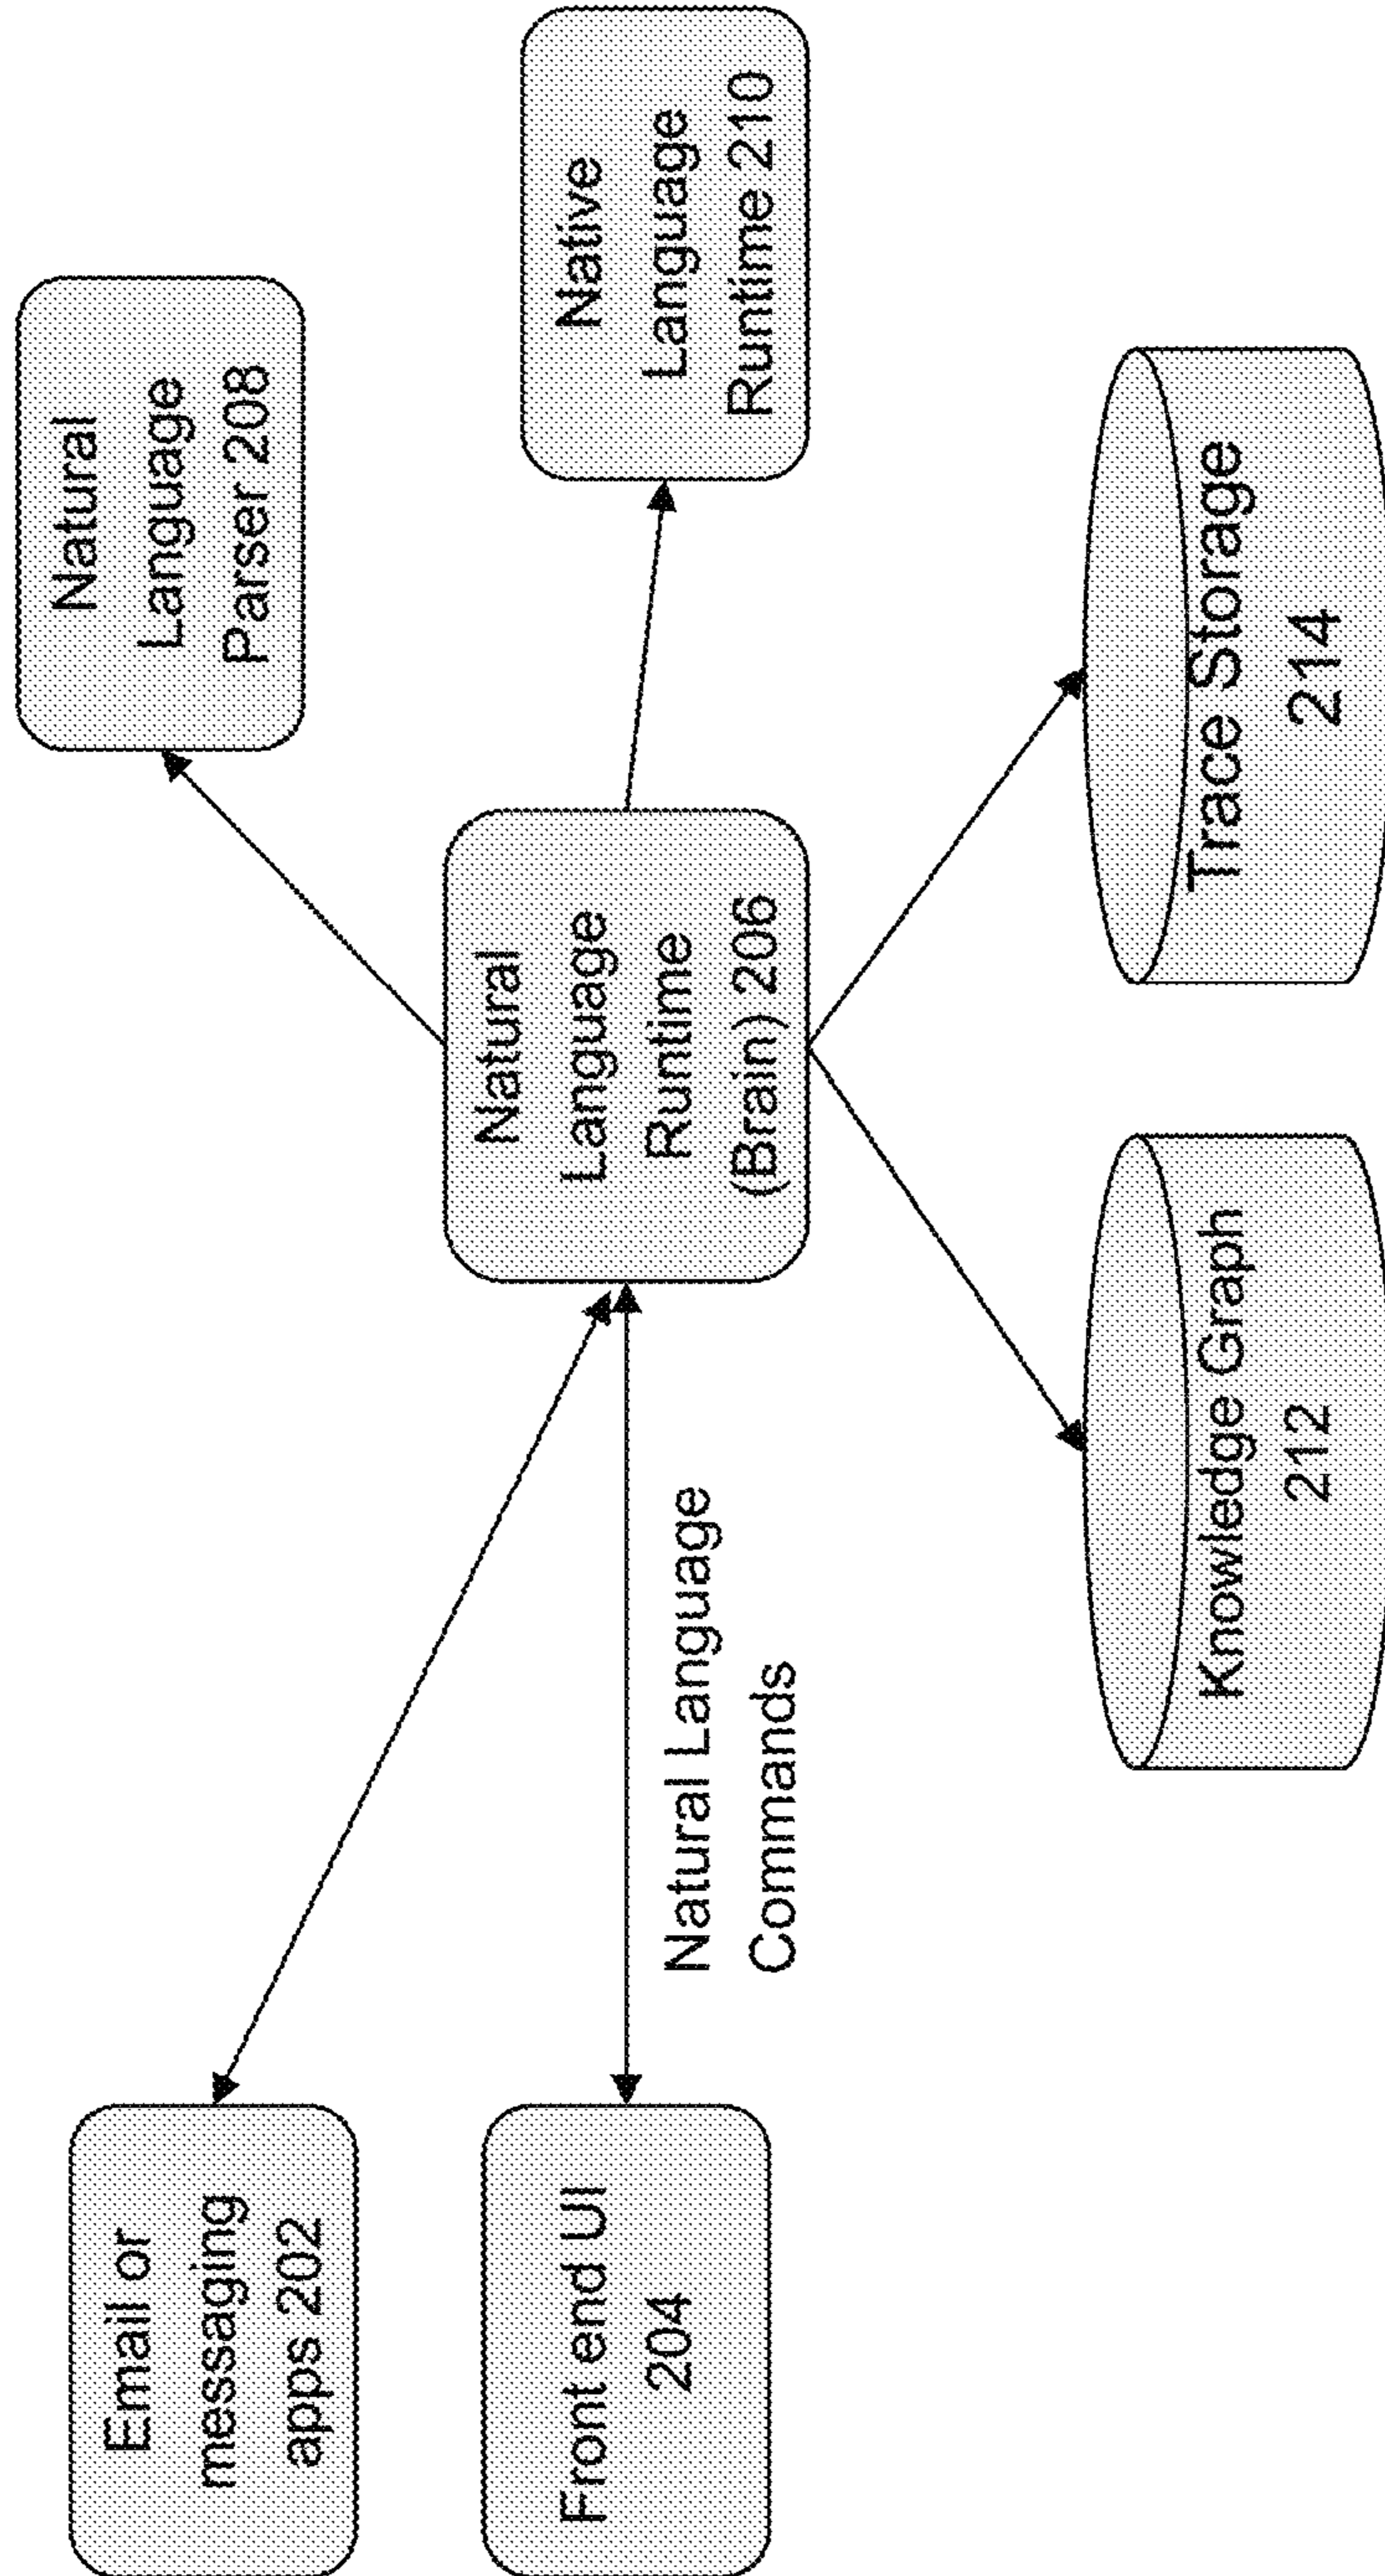 Email or
messaging
apps 202
Front end UI
204
Natural Language
Commands
Natural
Language
Runtime
(Brain) 206
Natural
Language
Parser 208
Native
Language
Runtime 210
Knowledge Graph
212
Trace Storage
214